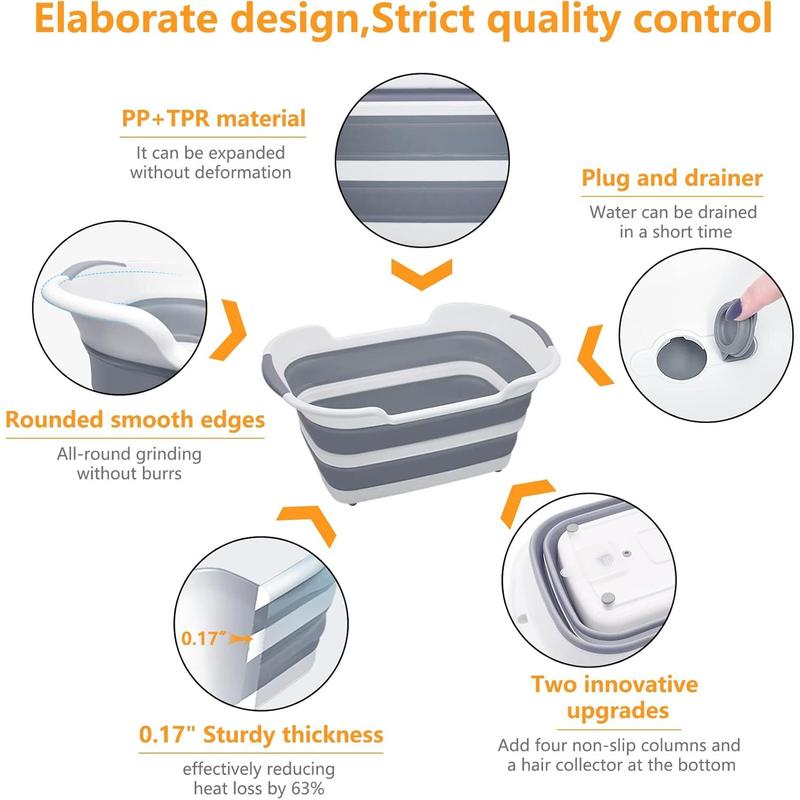 Elaborate design,Strict quality control
PP+TPR material
It can be expanded
without deformation
Plug and drainer
Water can be drained
in a short time
Rounded smooth edges
All-round grinding
without burrs
0.17"
0.17" Sturdy thickness
effectively reducing
heat loss by 63%
Two innovative
upgrades
Add four non-slip columns and
a hair collector at the bottom